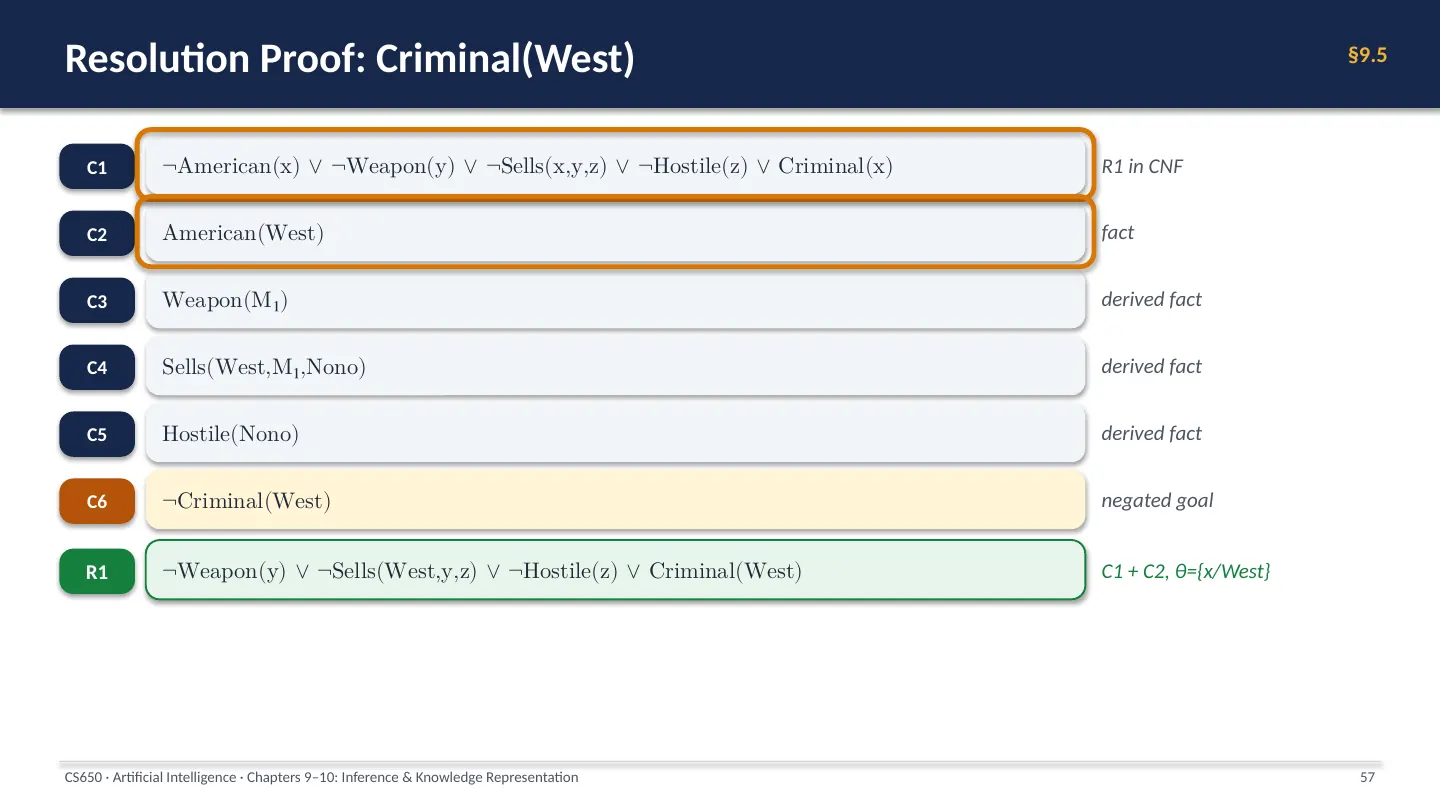 Resolution Proof: Criminal(West)
§9.5
C1 ¬American(x) ∨ ¬Weapon(y) ∨ ¬Sells(x,y,z) ∨ ¬Hostile(z) ∨ Criminal(x) R1 in CNF
C2 American(West) fact
C3 Weapon(M₁) derived fact
C4 Sells(West,M₁,Nono) derived fact
C5 Hostile(Nono) derived fact
C6 ¬Criminal(West) negated goal
R1 ¬Weapon(y) ∨ ¬Sells(West,y,z) ∨ ¬Hostile(z) ∨ Criminal(West) C1 + C2, θ={x/West}
CS650 · Artificial Intelligence · Chapters 9–10: Inference & Knowledge Representation 57